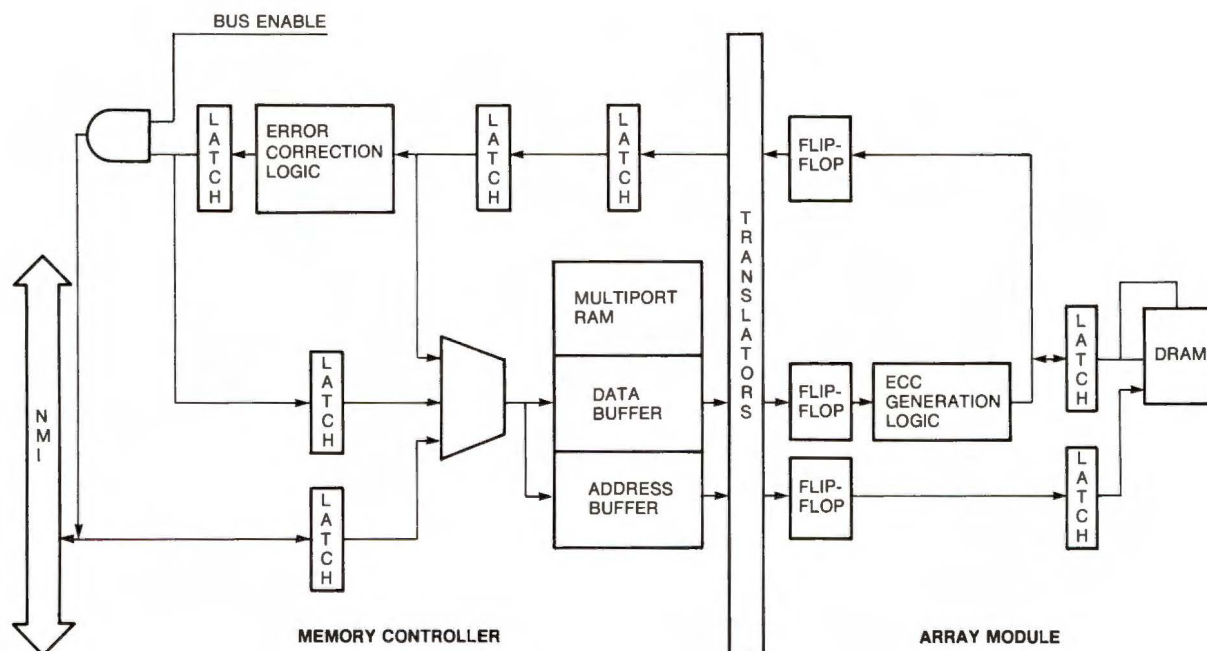 BUS ENABLE
LATCH
ERROR
CORRECTION
LOGIC
LATCH
LATCH
TRANSLATORS
FLIP-
FLOP
NMI
MULTIPORT
RAM
DATA
BUFFER
ADDRESS
BUFFER
LATCH
LATCH
FLIP-
FLOP
ECC
GENERATION
LOGIC
LATCH
DRAM
FLIP-
FLOP
LATCH
MEMORY CONTROLLER
ARRAY MODULE